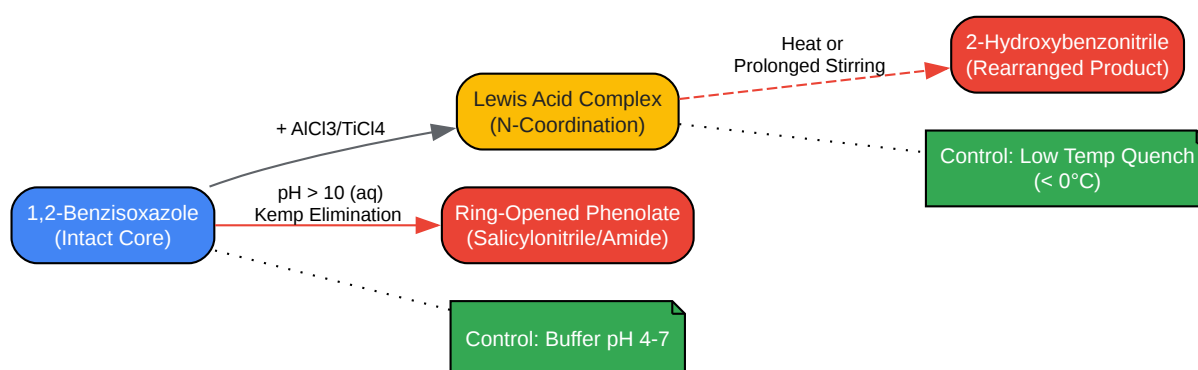 Heat or
Prolonged Stirring
2-Hydroxybenzonitrile
(Rearranged Product)
+ AlCl3/TiCl4
Lewis Acid Complex
(N-Coordination)
Control: Low Temp Quench
(< 0°C)
1,2-Benzisoxazole
(Intact Core)
pH > 10 (aq)
Kemp Elimination
Ring-Opened Phenolate
(Salicylonitrile/Amide)
Control: Buffer pH 4-7